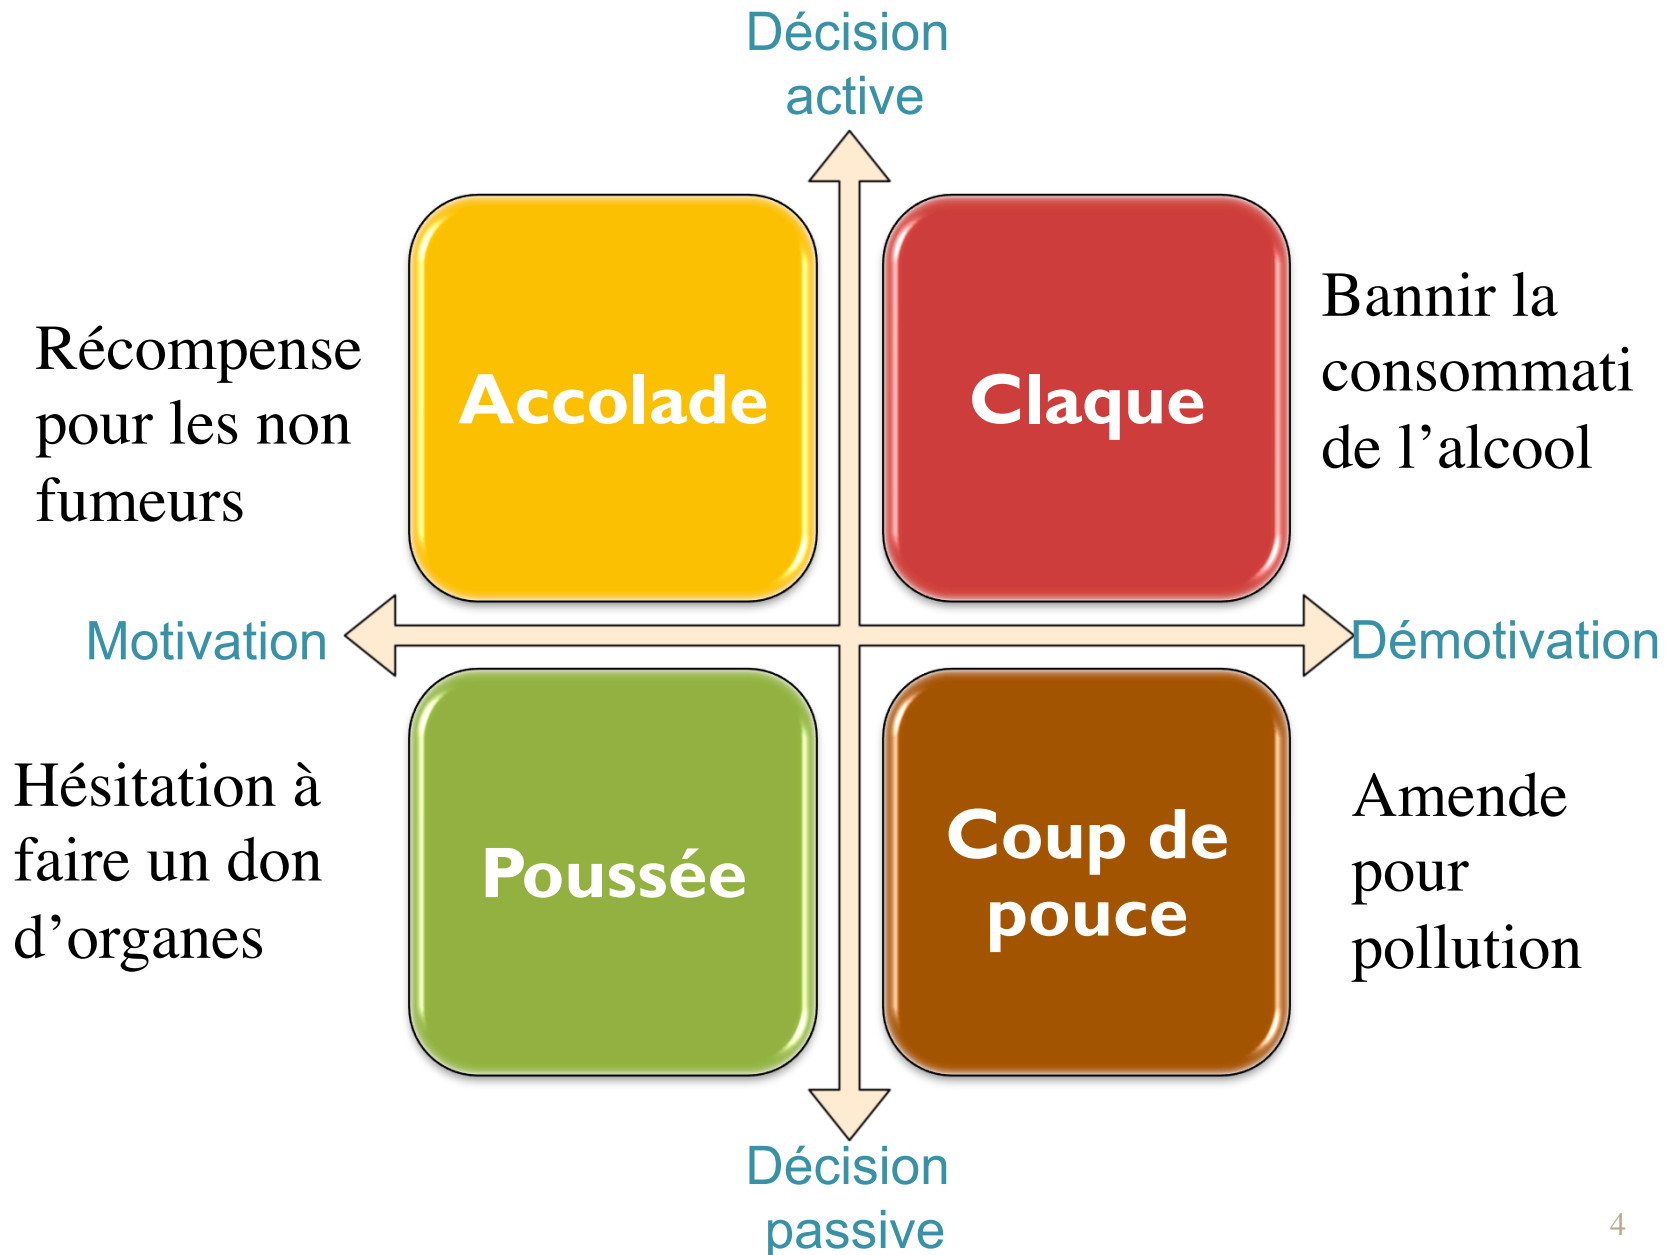 Décision
active
Récompense
pour les non
fumeurs
Accolade
Claque
Bannir la
consommati
de l’alcool
Motivation
Démotivation
Hésitation à
faire un don
d’organes
Poussée
Coup de
pouce
Amende
pour
pollution
Décision
passive
4